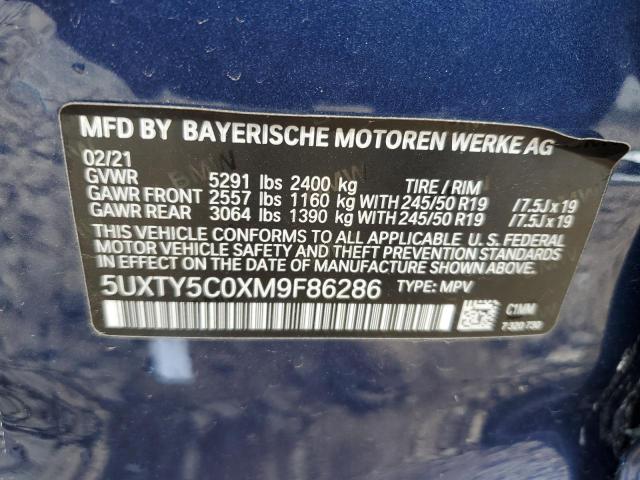 MFD BY BAYERISCHE MOTOREN WERKE AG
02/21
GVWR 5291 lbs 2400 kg TIRE / RIM
GAWR FRONT 2557 lbs 1160 kg WITH 245/50 R19 / 7.5J x 19
GAWR REAR 3064 lbs 1390 kg WITH 245/50 R19 / 7.5J x 19
THIS VEHICLE CONFORMS TO ALL APPLICABLE U. S. FEDERAL
MOTOR VEHICLE SAFETY AND THEFT PREVENTION STANDARDS
IN EFFECT ON THE DATE OF MANUFACTURE SHOWN ABOVE.
5UXTY5C0XM9F86286 TYPE: MPV
C1MM
7 320 730